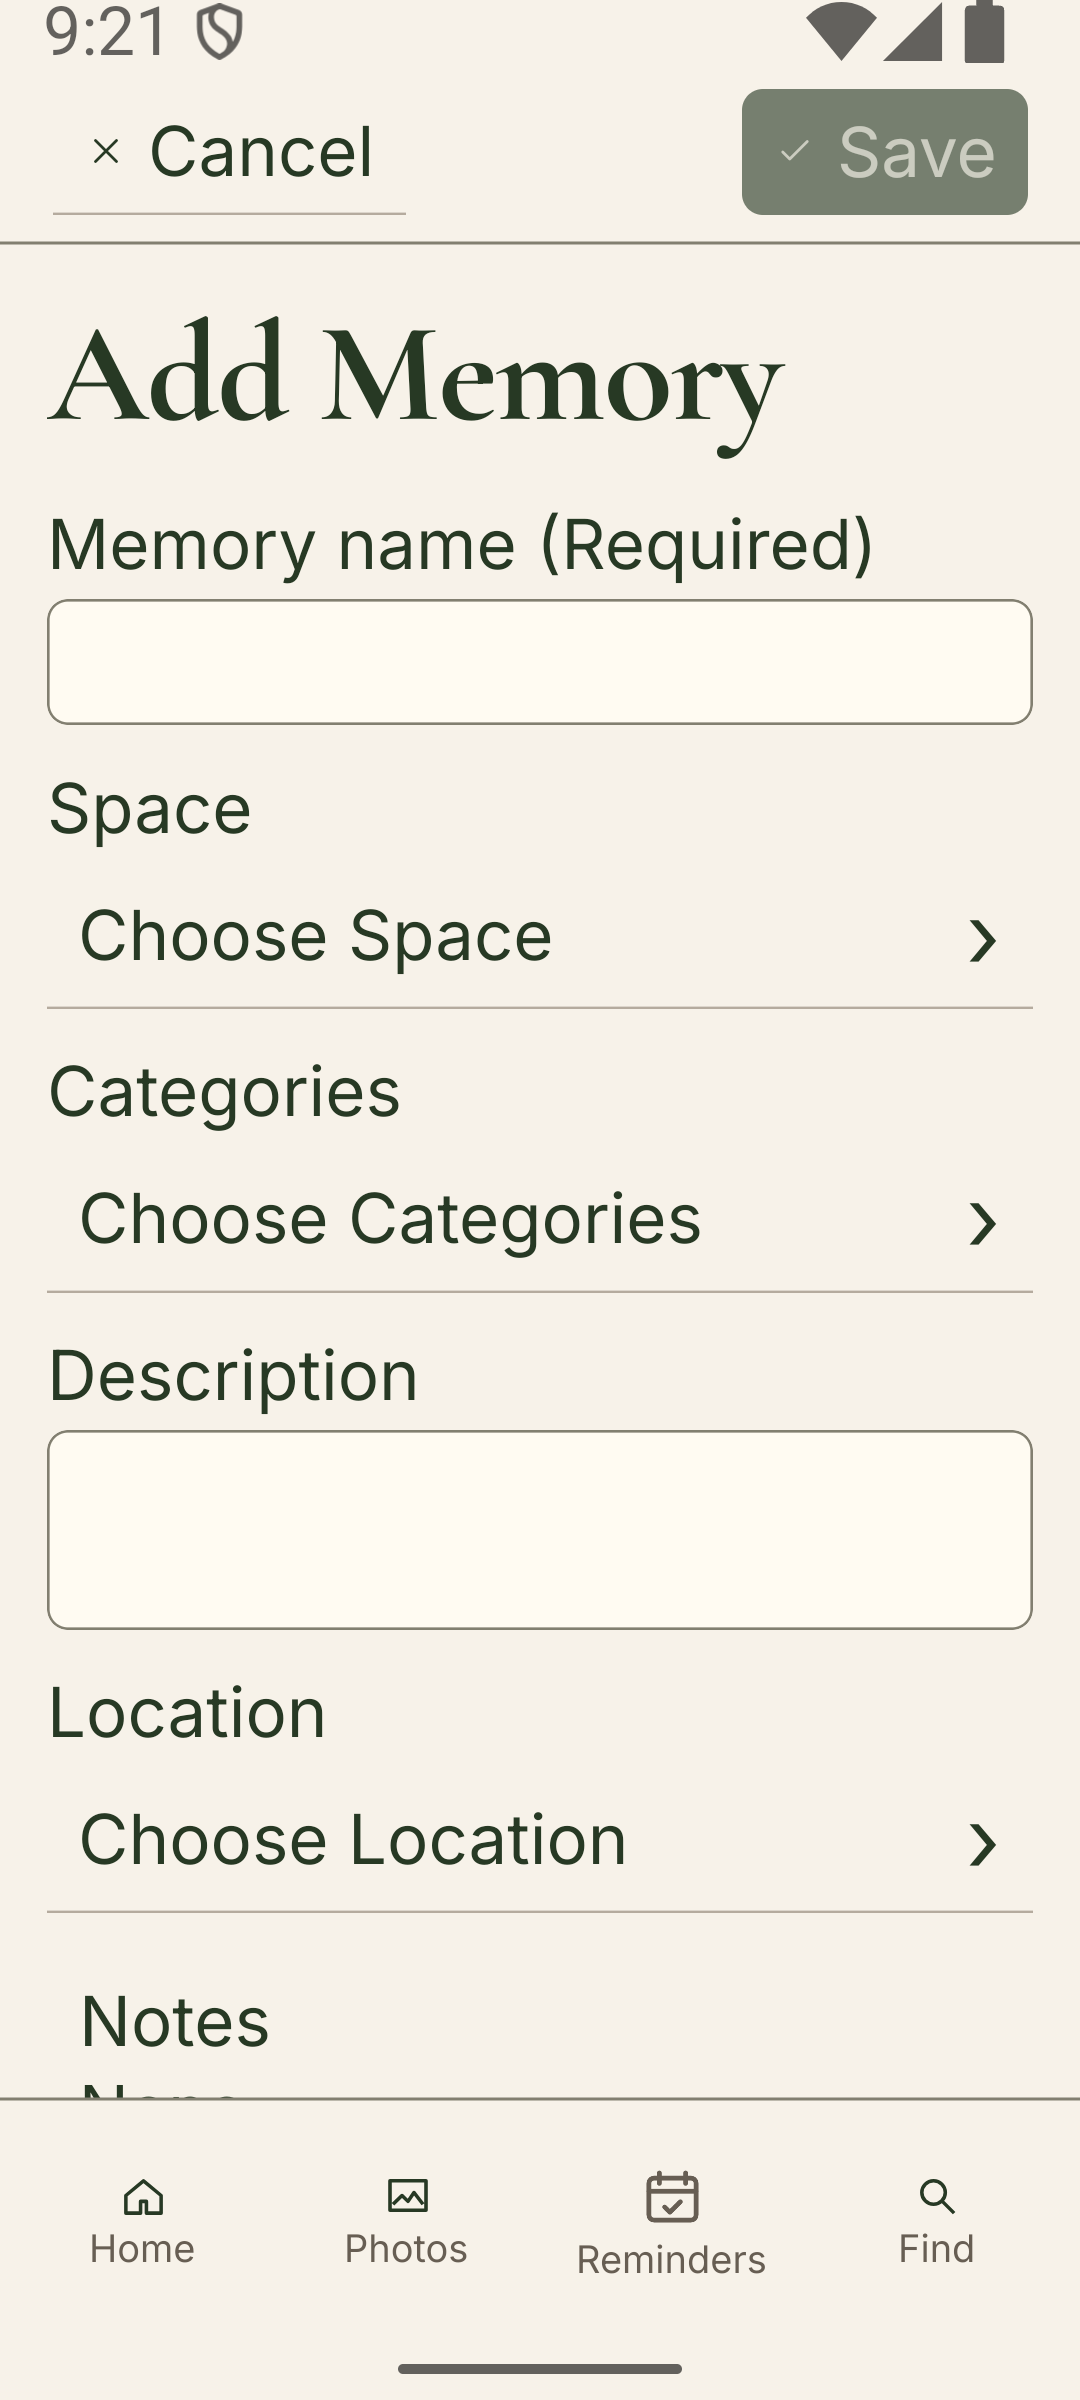 9:21
Cancel
Save
Add Memory
Memory name (Required)
Space
Choose Space
Categories
Choose Categories
Description
Location
Choose Location
Notes
Home
Photos
Reminders
Find